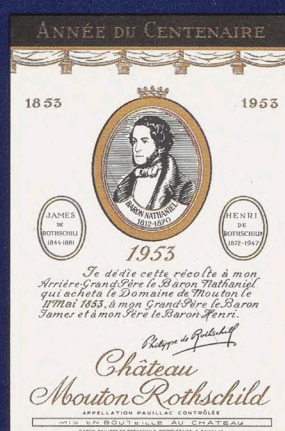 ANNÉE DU CENTENAIRE
1853 1953
BARON NATHANIEL
1812-1870
JAMES
DE
ROTHSCHILD
1844-1881
HENRI
DE
ROTHSCHILD
1872-1947
1953
Je dédie cette récolte à mon
Arrière-Grand Père le Baron Nathaniel
qui acheta le Domaine de Mouton le
11 Mai 1853, à mon Grand Père le Baron
James et à mon Père le Baron Henri.
Philippe de Rothschild
Château
Mouton Rothschild
APPELLATION PAUILLAC CONTRÔLÉE
MIS EN BOUTEILLE AU CHATEAU